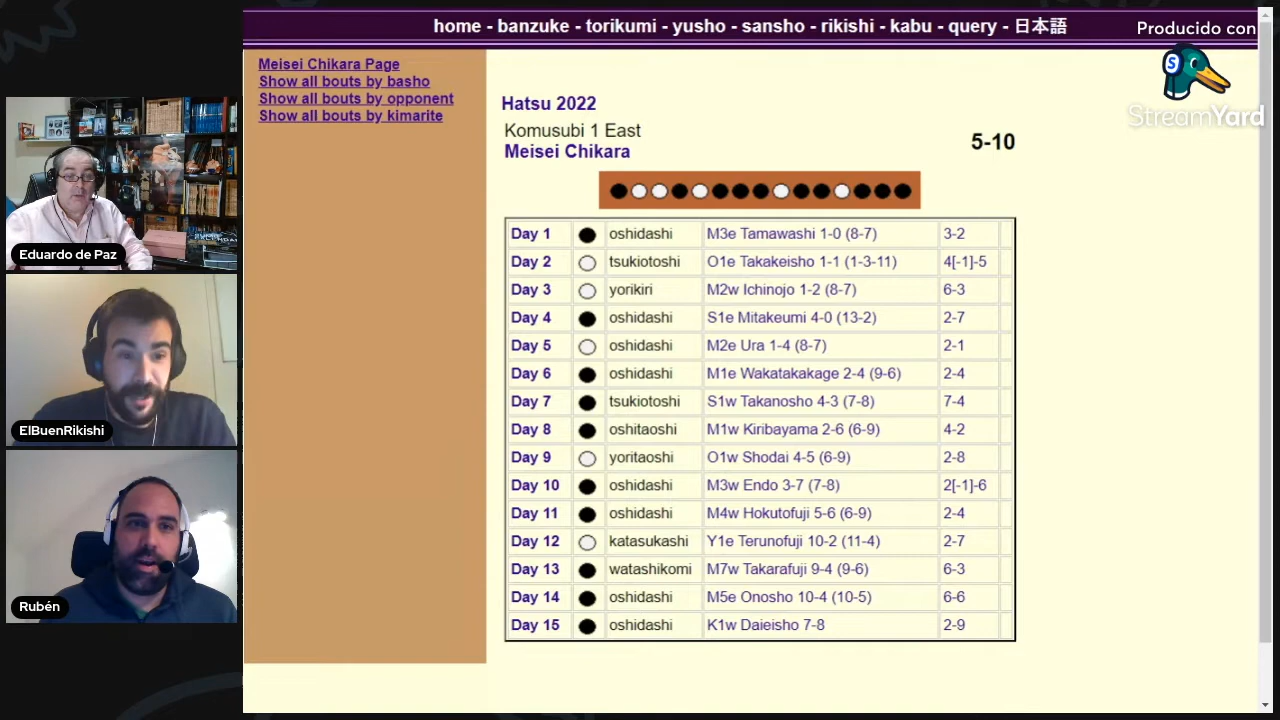 home - banzuke - torikumi - yusho - sansho - rikishi - kabu - query - 日本語
Producido con
StreamYard
Meisei Chikara Page
Show all bouts by basho
Show all bouts by opponent
Show all bouts by kimarite
Hatsu 2022
Komusubi 1 East
Meisei Chikara
5-10
Day 1 oshidashi M3e Tamawashi 1-0 (8-7) 3-2
Day 2 tsukiotoshi O1e Takakeisho 1-1 (1-3-11) 4[-1]-5
Day 3 yorikiri M2w Ichinojo 1-2 (8-7) 6-3
Day 4 oshidashi S1e Mitakeumi 4-0 (13-2) 2-7
Day 5 oshidashi M2e Ura 1-4 (8-7) 2-1
Day 6 oshidashi M1e Wakatakakage 2-4 (9-6) 2-4
Day 7 tsukiotoshi S1w Takanosho 4-3 (7-8) 7-4
Day 8 oshitaoshi M1w Kiribayama 2-6 (6-9) 4-2
Day 9 yoritaoshi O1w Shodai 4-5 (6-9) 2-8
Day 10 oshidashi M3w Endo 3-7 (7-8) 2[-1]-6
Day 11 oshidashi M4w Hokutofuji 5-6 (6-9) 2-4
Day 12 katasukashi Y1e Terunofuji 10-2 (11-4) 2-7
Day 13 watashikomi M7w Takarafuji 9-4 (9-6) 6-3
Day 14 oshidashi M5e Onosho 10-4 (10-5) 6-6
Day 15 oshidashi K1w Daieisho 7-8 2-9
Eduardo de Paz
ElBuenRikishi
Rubén